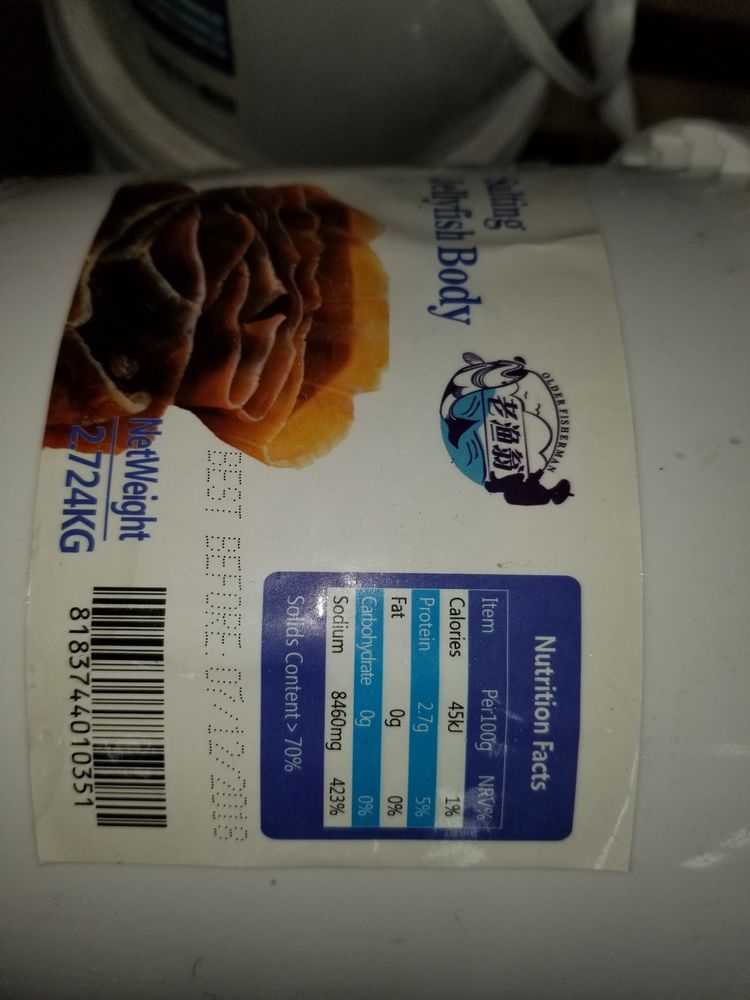 Salting
Jellyfish Body
OLDER FISHERMAN
老渔翁
NetWeight
2.724KG
BEST BEFORE 07/12/2018
Nutrition Facts
Item Per100g NRV%
Calories 45kJ 1%
Protein 2.7g 5%
Fat 0g 0%
Carbohydrate 0g 0%
Sodium 8460mg 423%
Solids Content > 70%
8183744010351